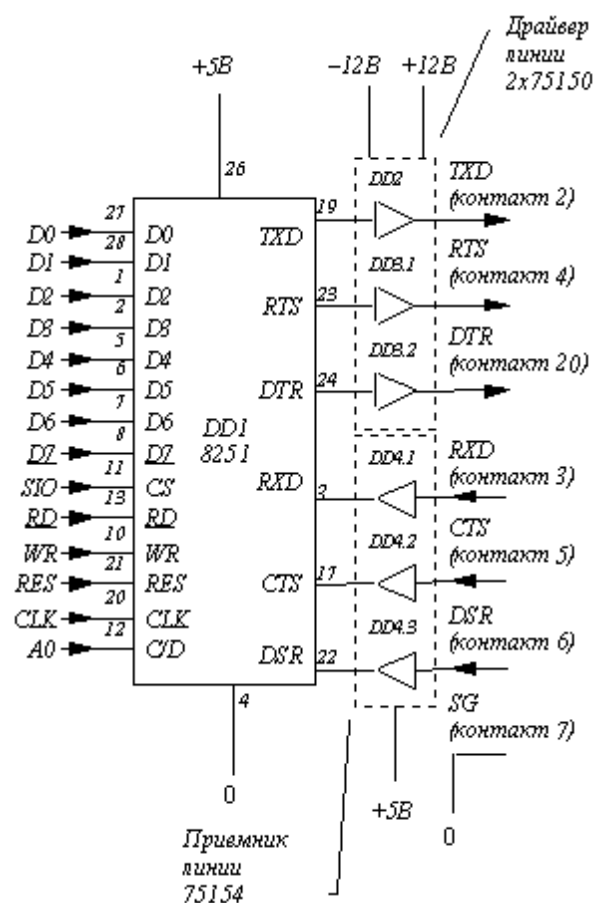 Драйвер
линии
2x75150
+5В
−12В
+12В
26
DD2
TXD
(контакт 2)
27
D0
D0
19
TXD
28
D1
D1
DD3.1
RTS
(контакт 4)
1
D2
D2
23
RTS
2
D3
D3
DD3.2
DTR
(контакт 20)
5
D4
D4
6
D5
D5
24
DTR
7
D6
D6
DD1
8251
8
D7
D7
DD4.1
RXD
(контакт 3)
11
SIO
CS
3
RXD
13
RD
RD
DD4.2
CTS
(контакт 5)
10
WR
WR
21
RES
RES
17
CTS
20
CLK
CLK
DD4.3
DSR
(контакт 6)
12
A0
C/D
22
DSR
4
SG
(контакт 7)
0
+5В
0
Приемник
линии
75154